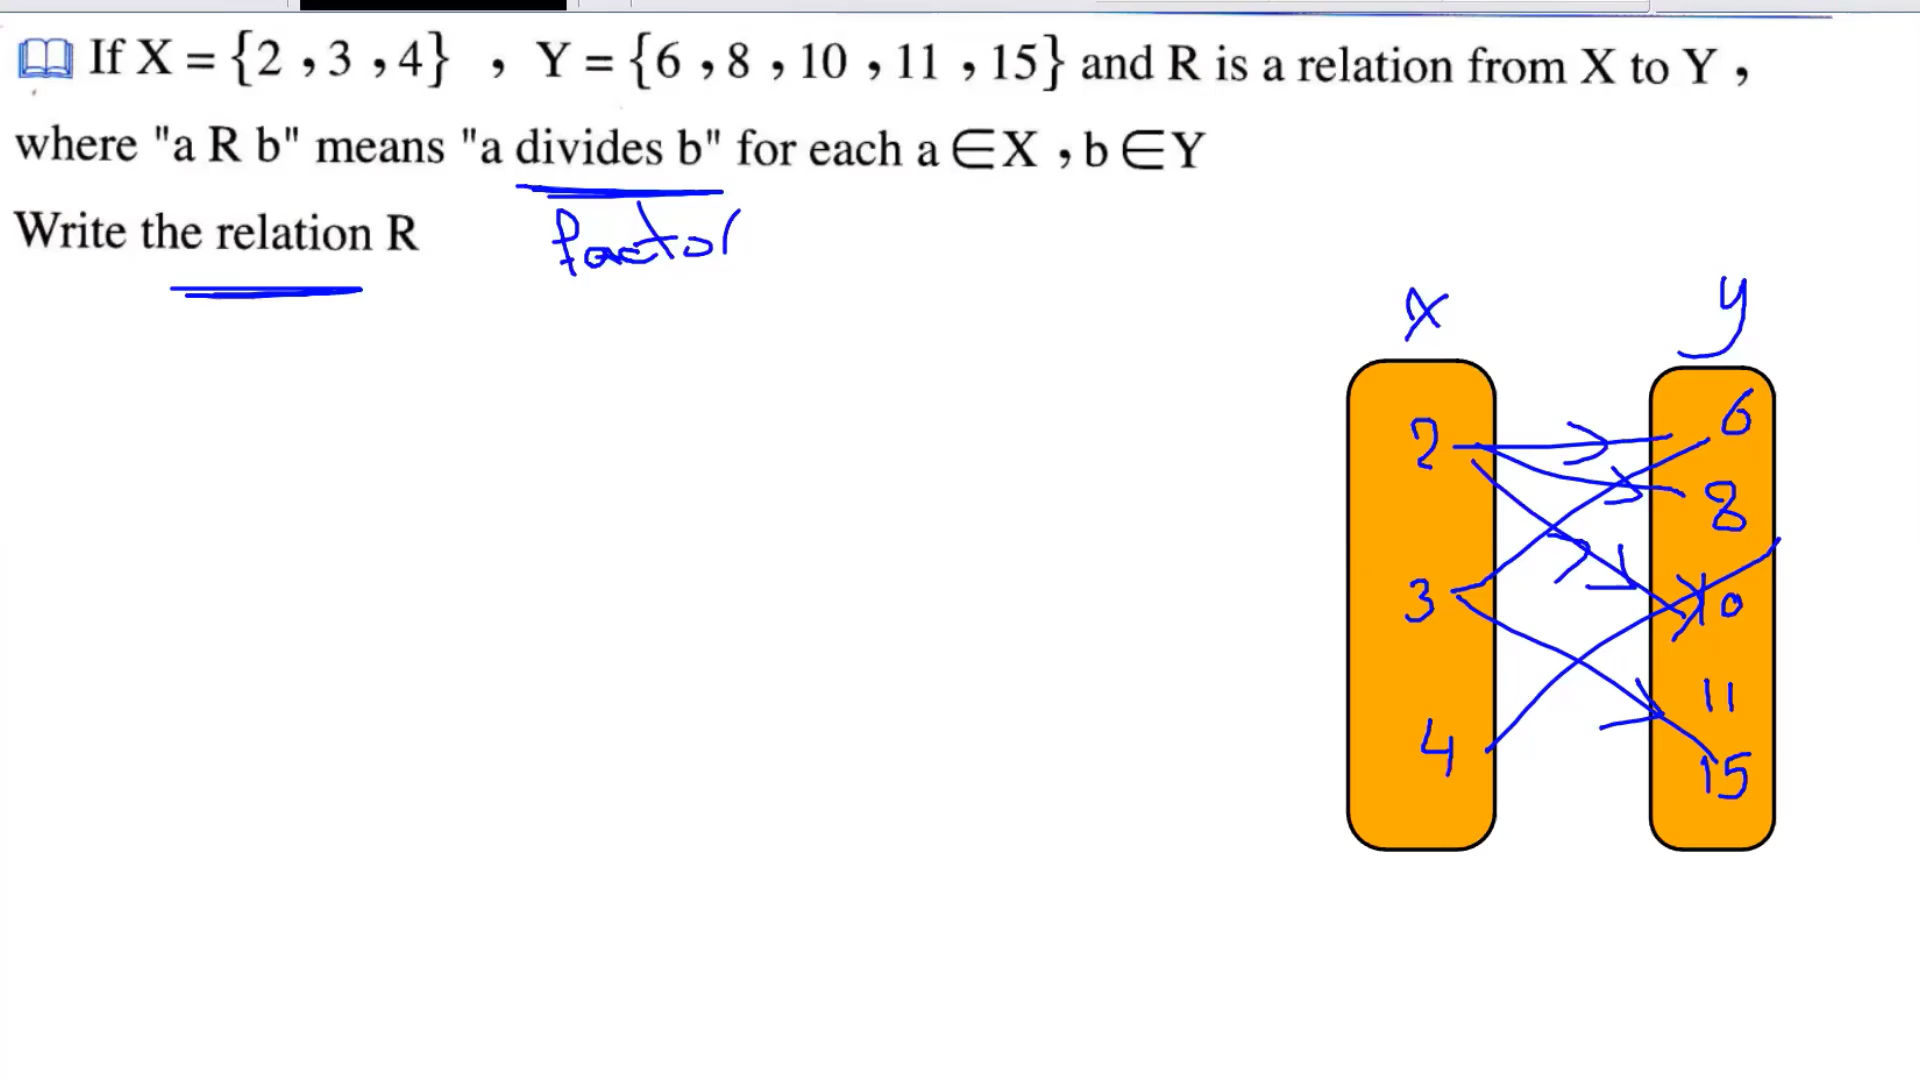 If X = {2 , 3 , 4} , Y = {6 , 8 , 10 , 11 , 15} and R is a relation from X to Y ,
where "a R b" means "a divides b" for each a ∈ X , b ∈ Y
Write the relation R
factor
X
y
2
3
4
6
8
10
11
15